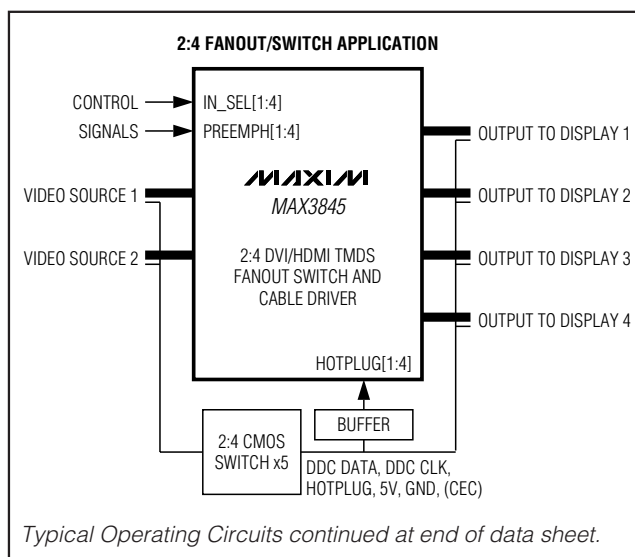 2:4 FANOUT/SWITCH APPLICATION
CONTROL
SIGNALS
IN_SEL[1:4]
PREEMPH[1:4]
VIDEO SOURCE 1
VIDEO SOURCE 2
MAXIM
MAX3845
2:4 DVI/HDMI TMDS
FANOUT SWITCH AND
CABLE DRIVER
HOTPLUG[1:4]
OUTPUT TO DISPLAY 1
OUTPUT TO DISPLAY 2
OUTPUT TO DISPLAY 3
OUTPUT TO DISPLAY 4
BUFFER
2:4 CMOS
SWITCH x5
DDC DATA, DDC CLK,
HOTPLUG, 5V, GND, (CEC)
Typical Operating Circuits continued at end of data sheet.